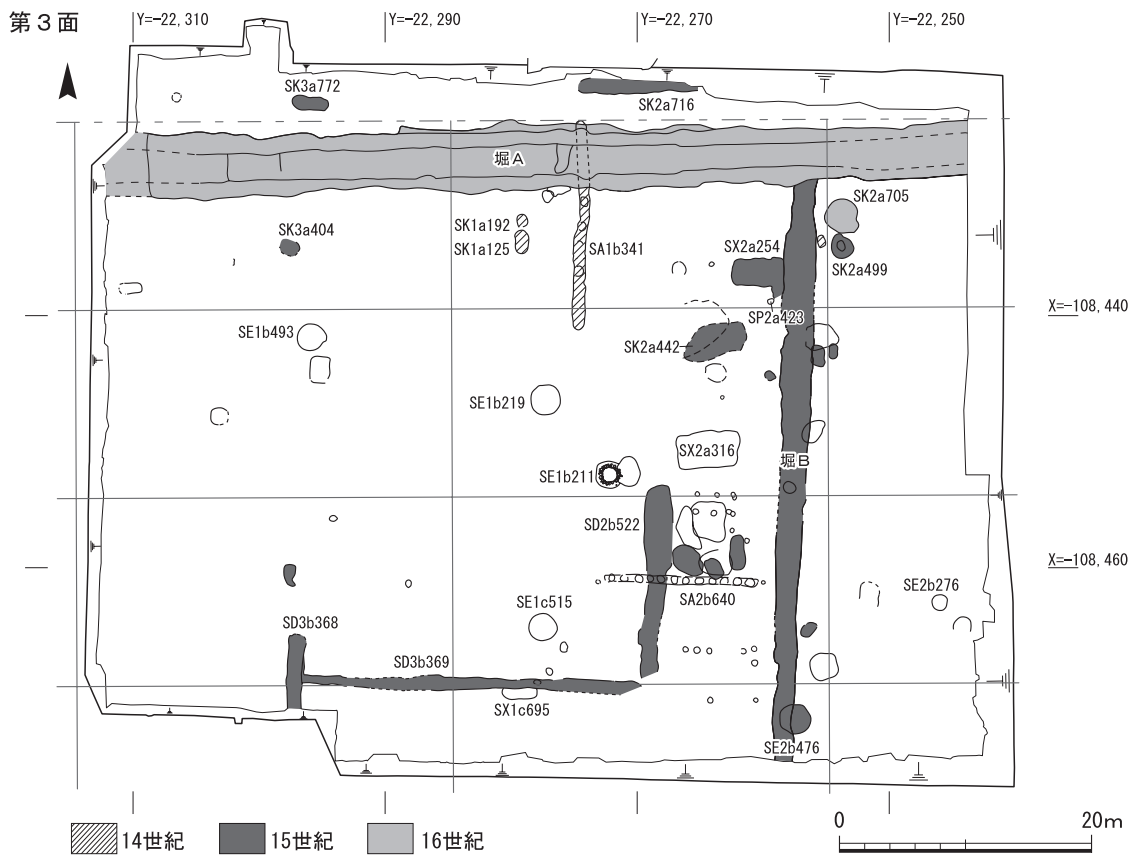 第3面
Y=-22,310
Y=-22,290
Y=-22,270
Y=-22,250
SK3a772
SK2a716
堀A
SK2a705
SK1a192
SK3a404
SK1a125
SA1b341
SX2a254
SK2a499
X=-108,440
SP2a423
SE1b493
SK2a442
SE1b219
SX2a316
堀B
SE1b211
SD2b522
X=-108,460
SE2b276
SA2b640
SE1c515
SD3b368
SD3b369
SX1c695
SE2b476
14世紀
15世紀
16世紀
0
20m